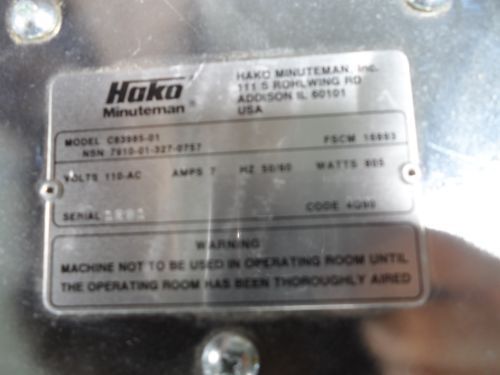 Hako
Minuteman®
HAKO MINUTEMAN, Inc.
111 S ROHLWING RD
ADDISON IL 60101
USA
MODEL C83985-01
FSCM
NSN 7910-01-327-0757
VOLTS 110-AC AMPS 7 HZ 50/60 WATTS 805
SERIAL
CODE 4Q90
WARNING
MACHINE NOT TO BE USED IN OPERATING ROOM UNTIL
THE OPERATING ROOM HAS BEEN THOROUGHLY AIRED